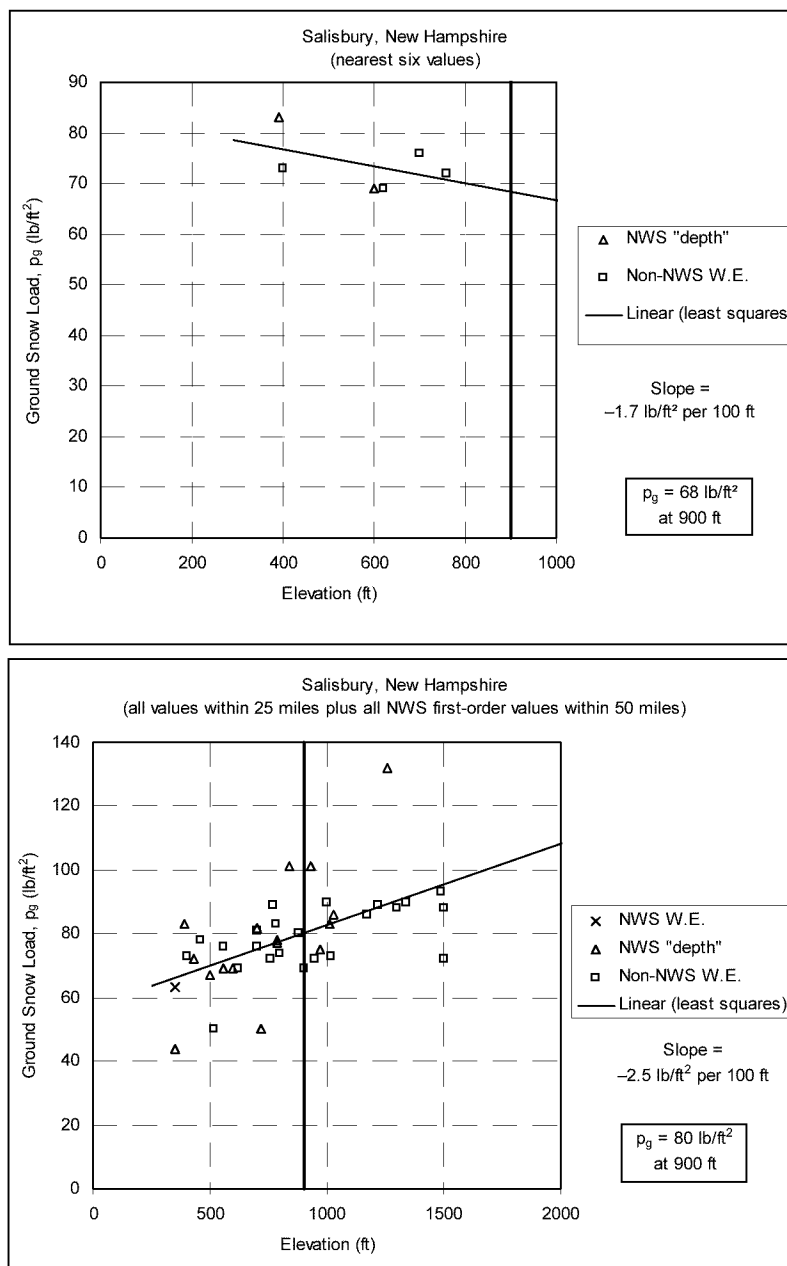 Salisbury, New Hampshire
(nearest six values)
90
80
70
60
50
40
30
20
10
0
Ground Snow Load, pg (lb/ft²)
0 200 400 600 800 1000
Elevation (ft)
NWS "depth"
Non-NWS W.E.
Linear (least squares
Slope =
–1.7 lb/ft² per 100 ft
pg = 68 lb/ft²
at 900 ft
Salisbury, New Hampshire
(all values within 25 miles plus all NWS first-order values within 50 miles)
140
120
100
80
60
40
20
0
Ground Snow Load, pg (lb/ft²)
0 500 1000 1500 2000
Elevation (ft)
NWS W.E.
NWS "depth"
Non-NWS W.E.
Linear (least squares)
Slope =
–2.5 lb/ft² per 100 ft
pg = 80 lb/ft²
at 900 ft